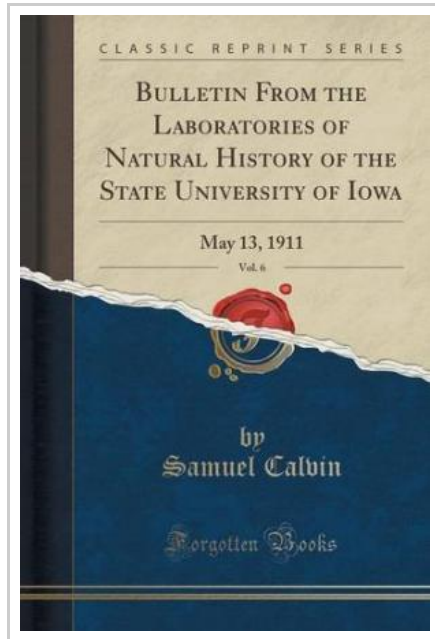 CLASSIC REPRINT SERIES
BULLETIN FROM THE
LABORATORIES OF
NATURAL HISTORY OF THE
STATE UNIVERSITY OF IOWA
May 13, 1911
Vol. 6
by
Samuel Calvin
Forgotten Books